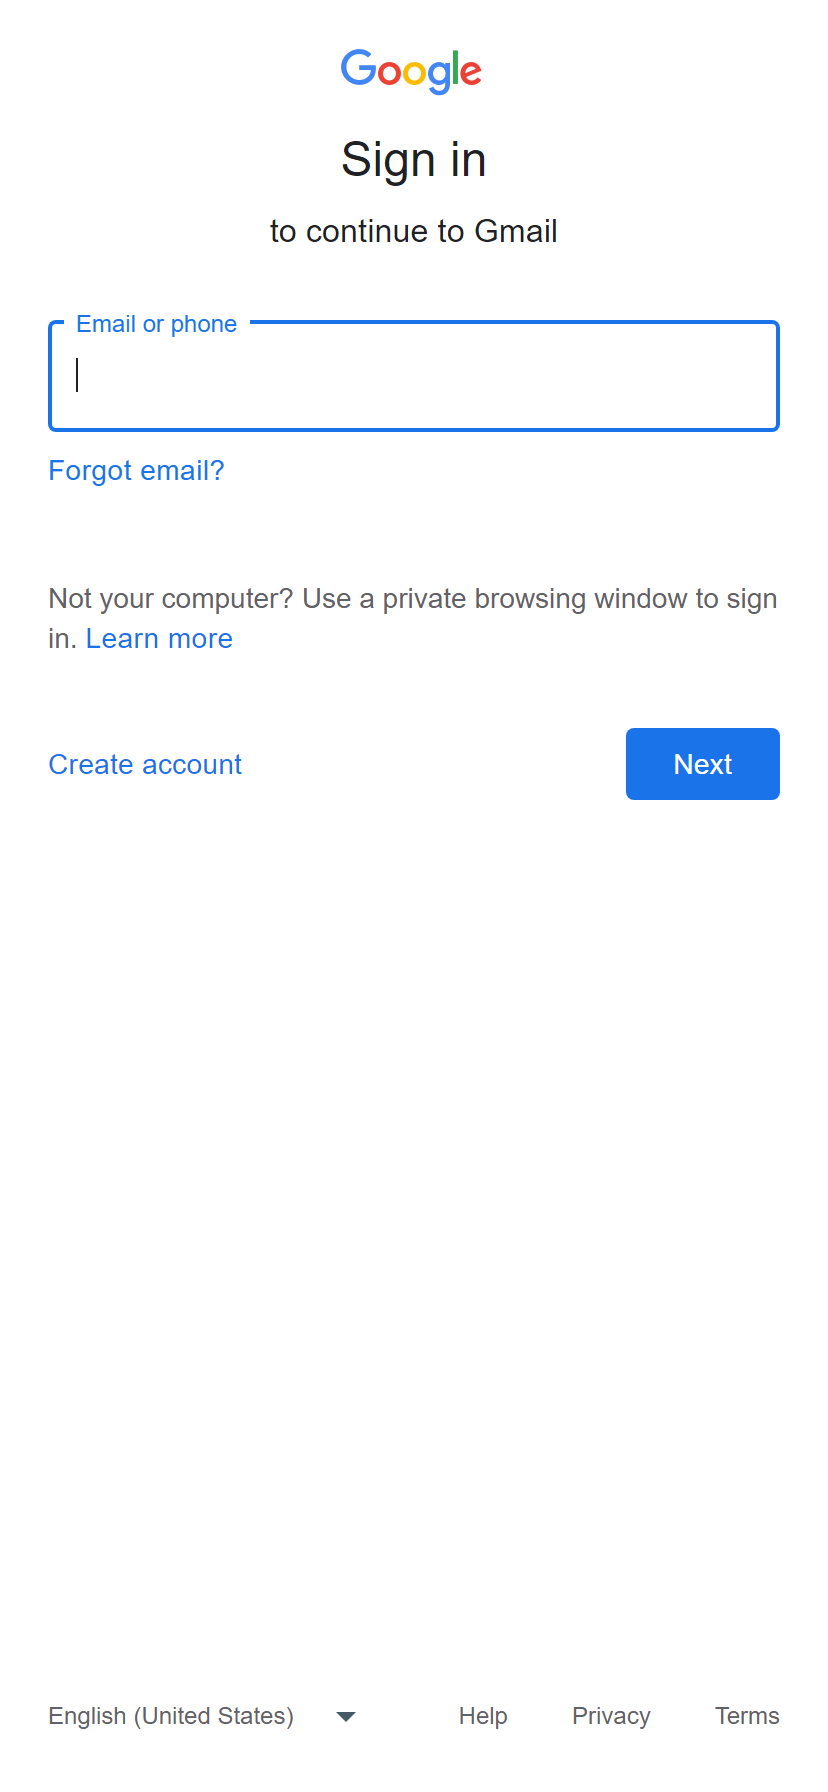 Google
Sign in
to continue to Gmail
Email or phone
Forgot email?
Not your computer? Use a private browsing window to sign
in. Learn more
Create account
Next
English (United States)
Help
Privacy
Terms